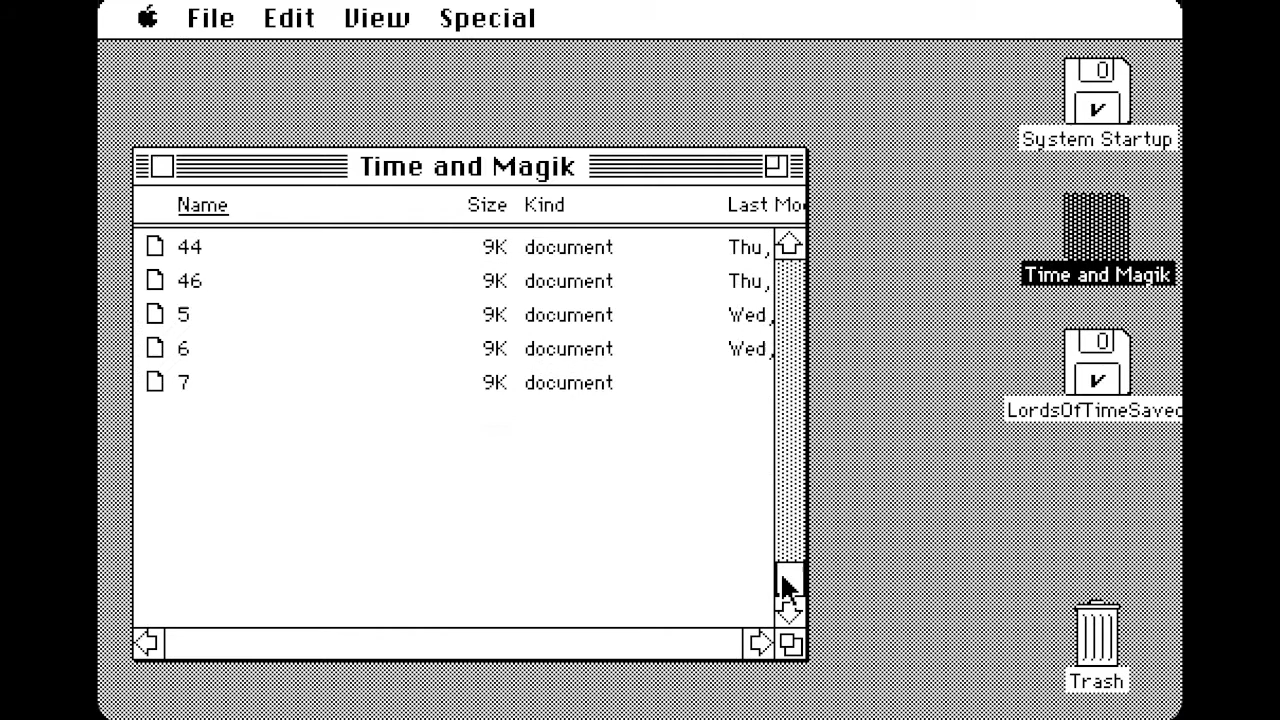 File Edit View Special
System Startup
Time and Magik
Name Size Kind Last Mo
44 9K document Thu,
46 9K document Thu,
5 9K document Wed,
6 9K document Wed,
7 9K document
Time and Magik
LordsOfTimeSaved
Trash